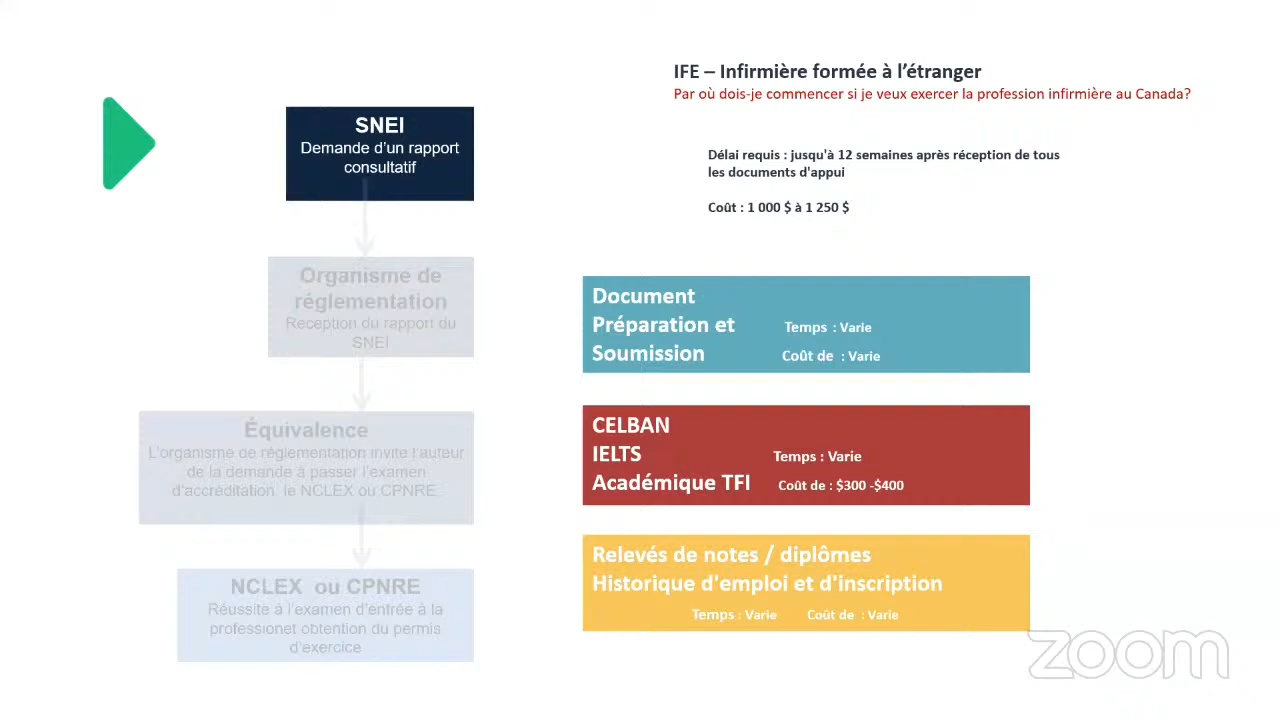 IFE – Infirmière formée à l’étranger
Par où dois-je commencer si je veux exercer la profession infirmière au Canada?
SNEI
Demande d’un rapport
consultatif
Délai requis : jusqu'à 12 semaines après réception de tous
les documents d'appui
Coût : 1 000 $ à 1 250 $
Organisme de
réglementation
Reception du rapport du
SNEI
Équivalence
L’organisme de réglementation invite l’auteur
de la demande à passer l’examen
d’accréditation, le NCLEX ou CPNRE
NCLEX ou CPNRE
Réussite à l’examen d’entrée à la
professionet obtention du permis
d’exercice
Document
Préparation et Temps : Varie
Soumission Coût de : Varie
CELBAN
IELTS Temps : Varie
Académique TFI Coût de : $300 -$400
Relevés de notes / diplômes
Historique d'emploi et d'inscription
Temps : Varie Coût de : Varie
zoom